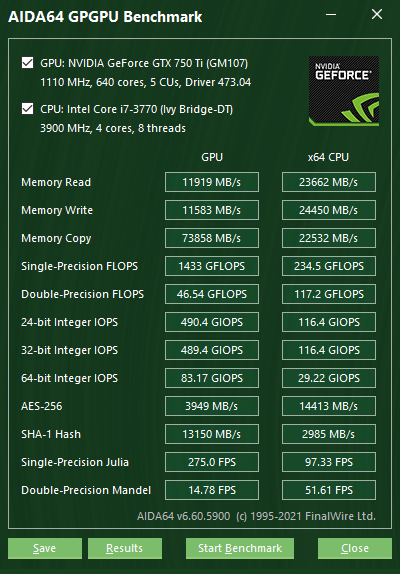 AIDA64 GPGPU Benchmark
GPU: NVIDIA GeForce GTX 750 Ti (GM107)
1110 MHz, 640 cores, 5 CUs, Driver 473.04
NVIDIA
GEFORCE
CPU: Intel Core i7-3770 (Ivy Bridge-DT)
3900 MHz, 4 cores, 8 threads
GPU x64 CPU
Memory Read 11919 MB/s 23662 MB/s
Memory Write 11583 MB/s 24450 MB/s
Memory Copy 73858 MB/s 22532 MB/s
Single-Precision FLOPS 1433 GFLOPS 234.5 GFLOPS
Double-Precision FLOPS 46.54 GFLOPS 117.2 GFLOPS
24-bit Integer IOPS 490.4 GIOPS 116.4 GIOPS
32-bit Integer IOPS 489.4 GIOPS 116.4 GIOPS
64-bit Integer IOPS 83.17 GIOPS 29.22 GIOPS
AES-256 3949 MB/s 14413 MB/s
SHA-1 Hash 13150 MB/s 2985 MB/s
Single-Precision Julia 275.0 FPS 97.33 FPS
Double-Precision Mandel 14.78 FPS 51.61 FPS
AIDA64 v6.60.5900 (c) 1995-2021 FinalWire Ltd.
Save Results Start Benchmark Close